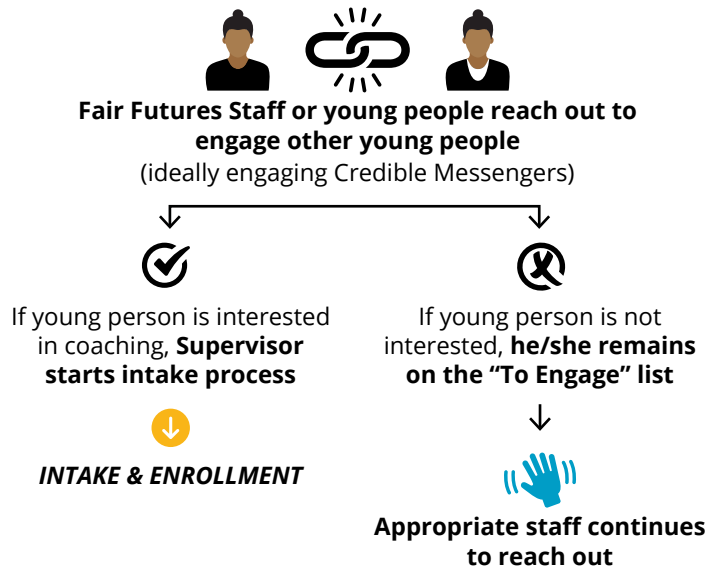 Fair Futures Staff or young people reach out to
engage other young people
(ideally engaging Credible Messengers)
If young person is interested
in coaching, Supervisor
starts intake process
INTAKE & ENROLLMENT
If young person is not
interested, he/she remains
on the “To Engage” list
Appropriate staff continues
to reach out